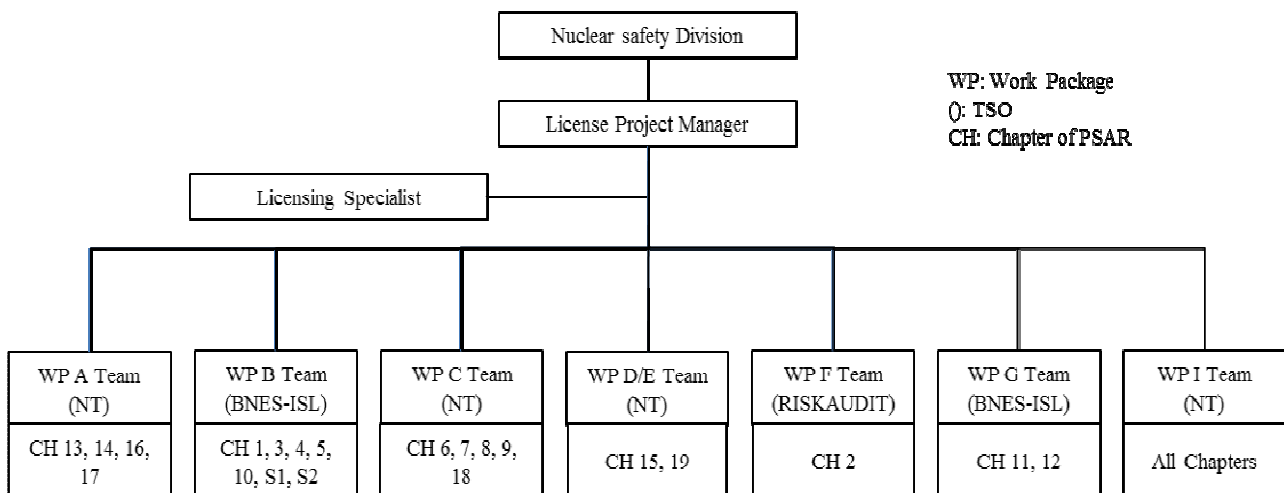 Nuclear safety Division
WP: Work Package
(): TSO
CH: Chapter of PSAR
License Project Manager
Licensing Specialist
WP A Team
(NT)
CH 13, 14, 16,
17
WP B Team
(BNES-ISL)
CH 1, 3, 4, 5,
10, S1, S2
WP C Team
(NT)
CH 6, 7, 8, 9,
18
WP D/E Team
(NT)
CH 15, 19
WP F Team
(RISKAUDIT)
CH 2
WP G Team
(BNES-ISL)
CH 11, 12
WP I Team
(NT)
All Chapters